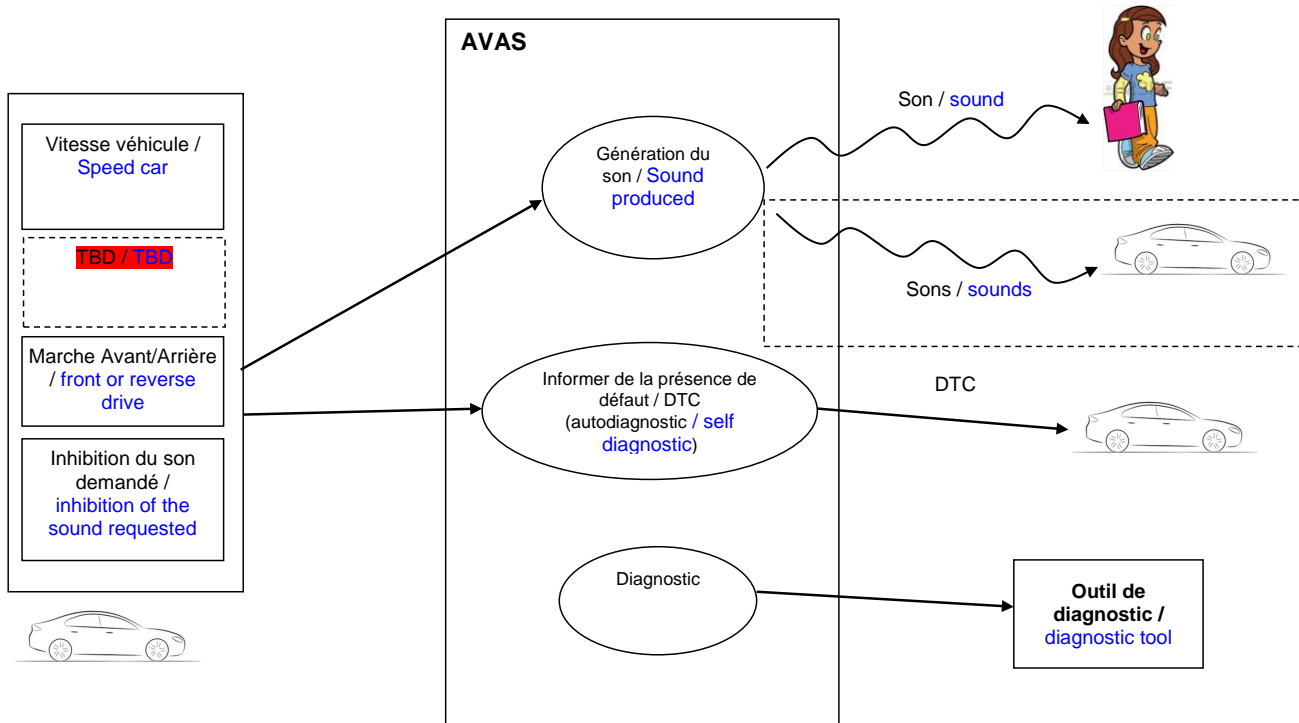 AVAS
Vitesse véhicule /
Speed car
TBD / TBD
Marche Avant/Arrière
/ front or reverse
drive
Inhibition du son
demandé /
inhibition of the
sound requested
Génération du
son / Sound
produced
Son / sound
Sons / sounds
Informer de la présence de
défaut / DTC
(autodiagnostic / self
diagnostic)
DTC
Diagnostic
Outil de
diagnostic /
diagnostic tool